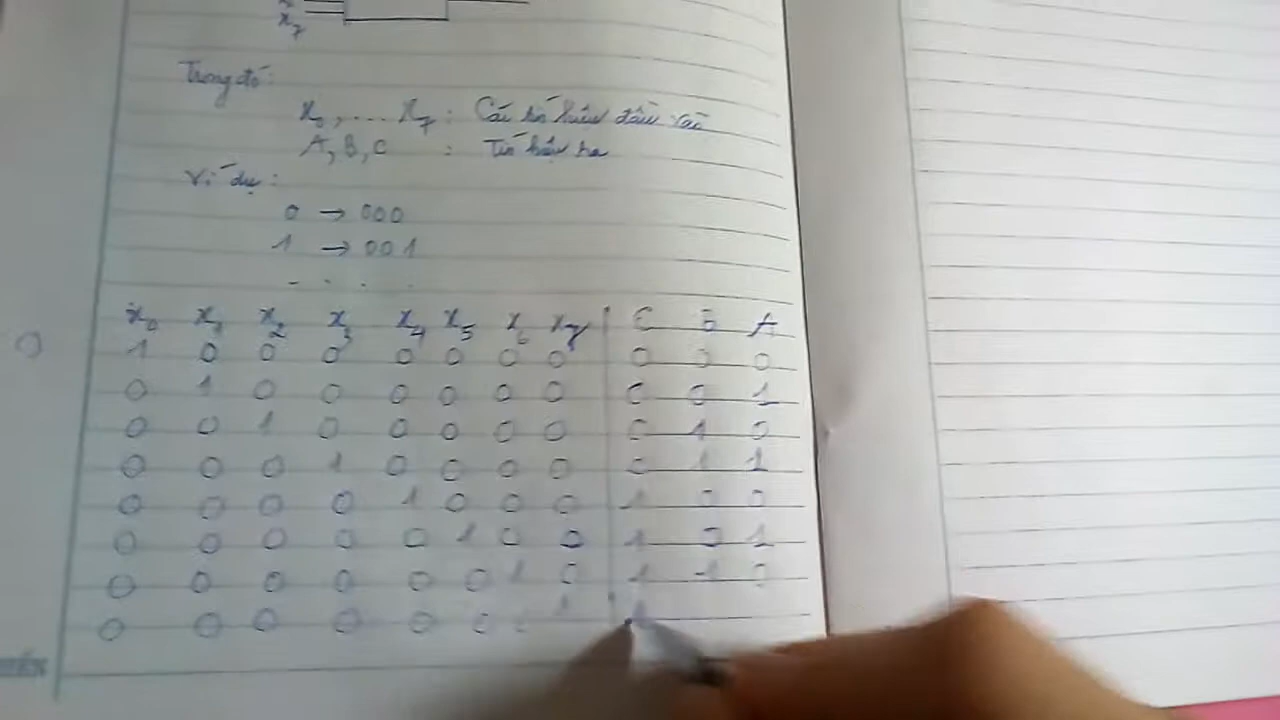 x₇
Trong đó:
x₀, ... x₇ : Các tín hiệu đầu vào
A, B, C : Tín hiệu ra
Ví dụ:
0 → 000
1 → 001
- . . .
x₀ x₁ x₂ x₃ x₄ x₅ x₆ x₇ C B A
1 0 0 0 0 0 0 0 0 0 0
0 1 0 0 0 0 0 0 0 0 1
0 0 1 0 0 0 0 0 0 1 0
0 0 0 1 0 0 0 0 0 1 1
0 0 0 0 1 0 0 0 1 0 0
0 0 0 0 0 1 0 0 1 0 1
0 0 0 0 0 0 1 0 1 1 0
0 0 0 0 0 0 1 1